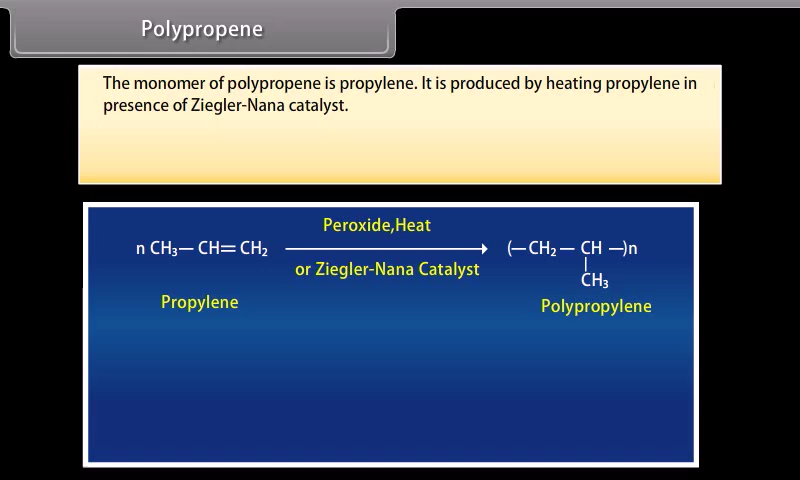 Polypropene
The monomer of polypropene is propylene. It is produced by heating propylene in
presence of Ziegler-Nana catalyst.
Peroxide,Heat
n CH₃— CH═ CH₂ (—CH₂— CH —)n
or Ziegler-Nana Catalyst
CH₃
Propylene
Polypropylene